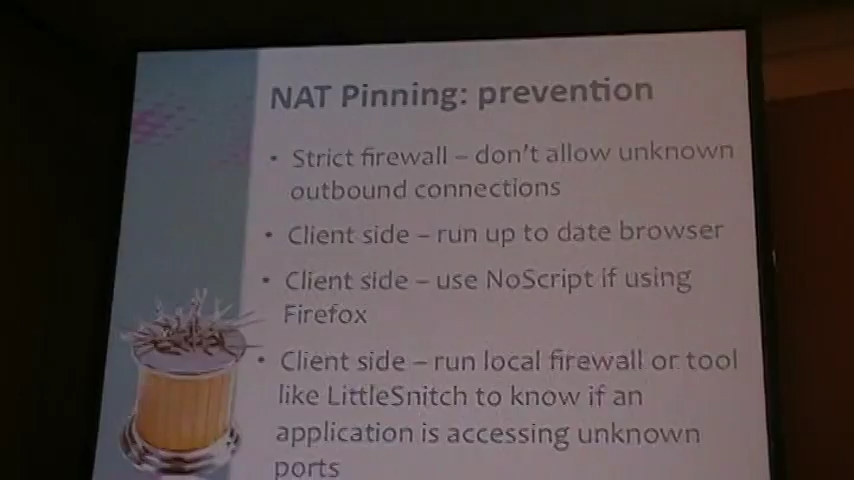 NAT Pinning: prevention
• Strict firewall – don't allow unknown
outbound connections
• Client side – run up to date browser
• Client side – use NoScript if using
Firefox
• Client side – run local firewall or tool
like LittleSnitch to know if an
application is accessing unknown
ports